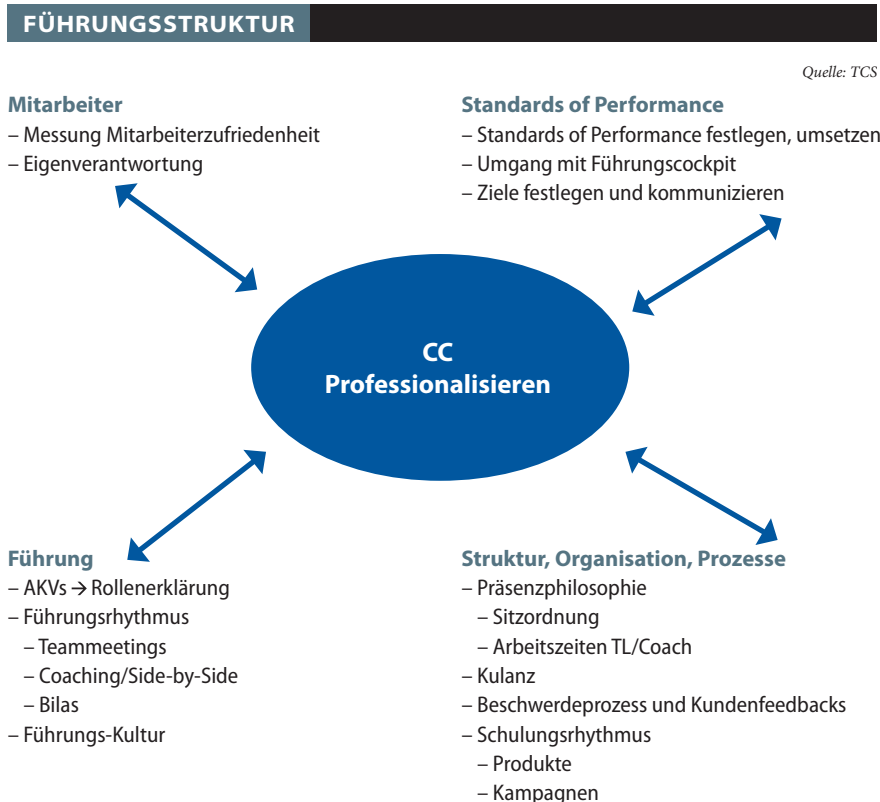 FÜHRUNGSSTRUKTUR
Quelle: TCS
Mitarbeiter
– Messung Mitarbeiterzufriedenheit
– Eigenverantwortung
Standards of Performance
– Standards of Performance festlegen, umsetzen
– Umgang mit Führungscockpit
– Ziele festlegen und kommunizieren
CC
Professionalisieren
Führung
– AKVs → Rollenerklärung
– Führungsrhythmus
– Teammeetings
– Coaching/Side-by-Side
– Bilas
– Führungs-Kultur
Struktur, Organisation, Prozesse
– Präsenzphilosophie
– Sitzordnung
– Arbeitszeiten TL/Coach
– Kulanz
– Beschwerdeprozess und Kundenfeedbacks
– Schulungsrhythmus
– Produkte
– Kampagnen